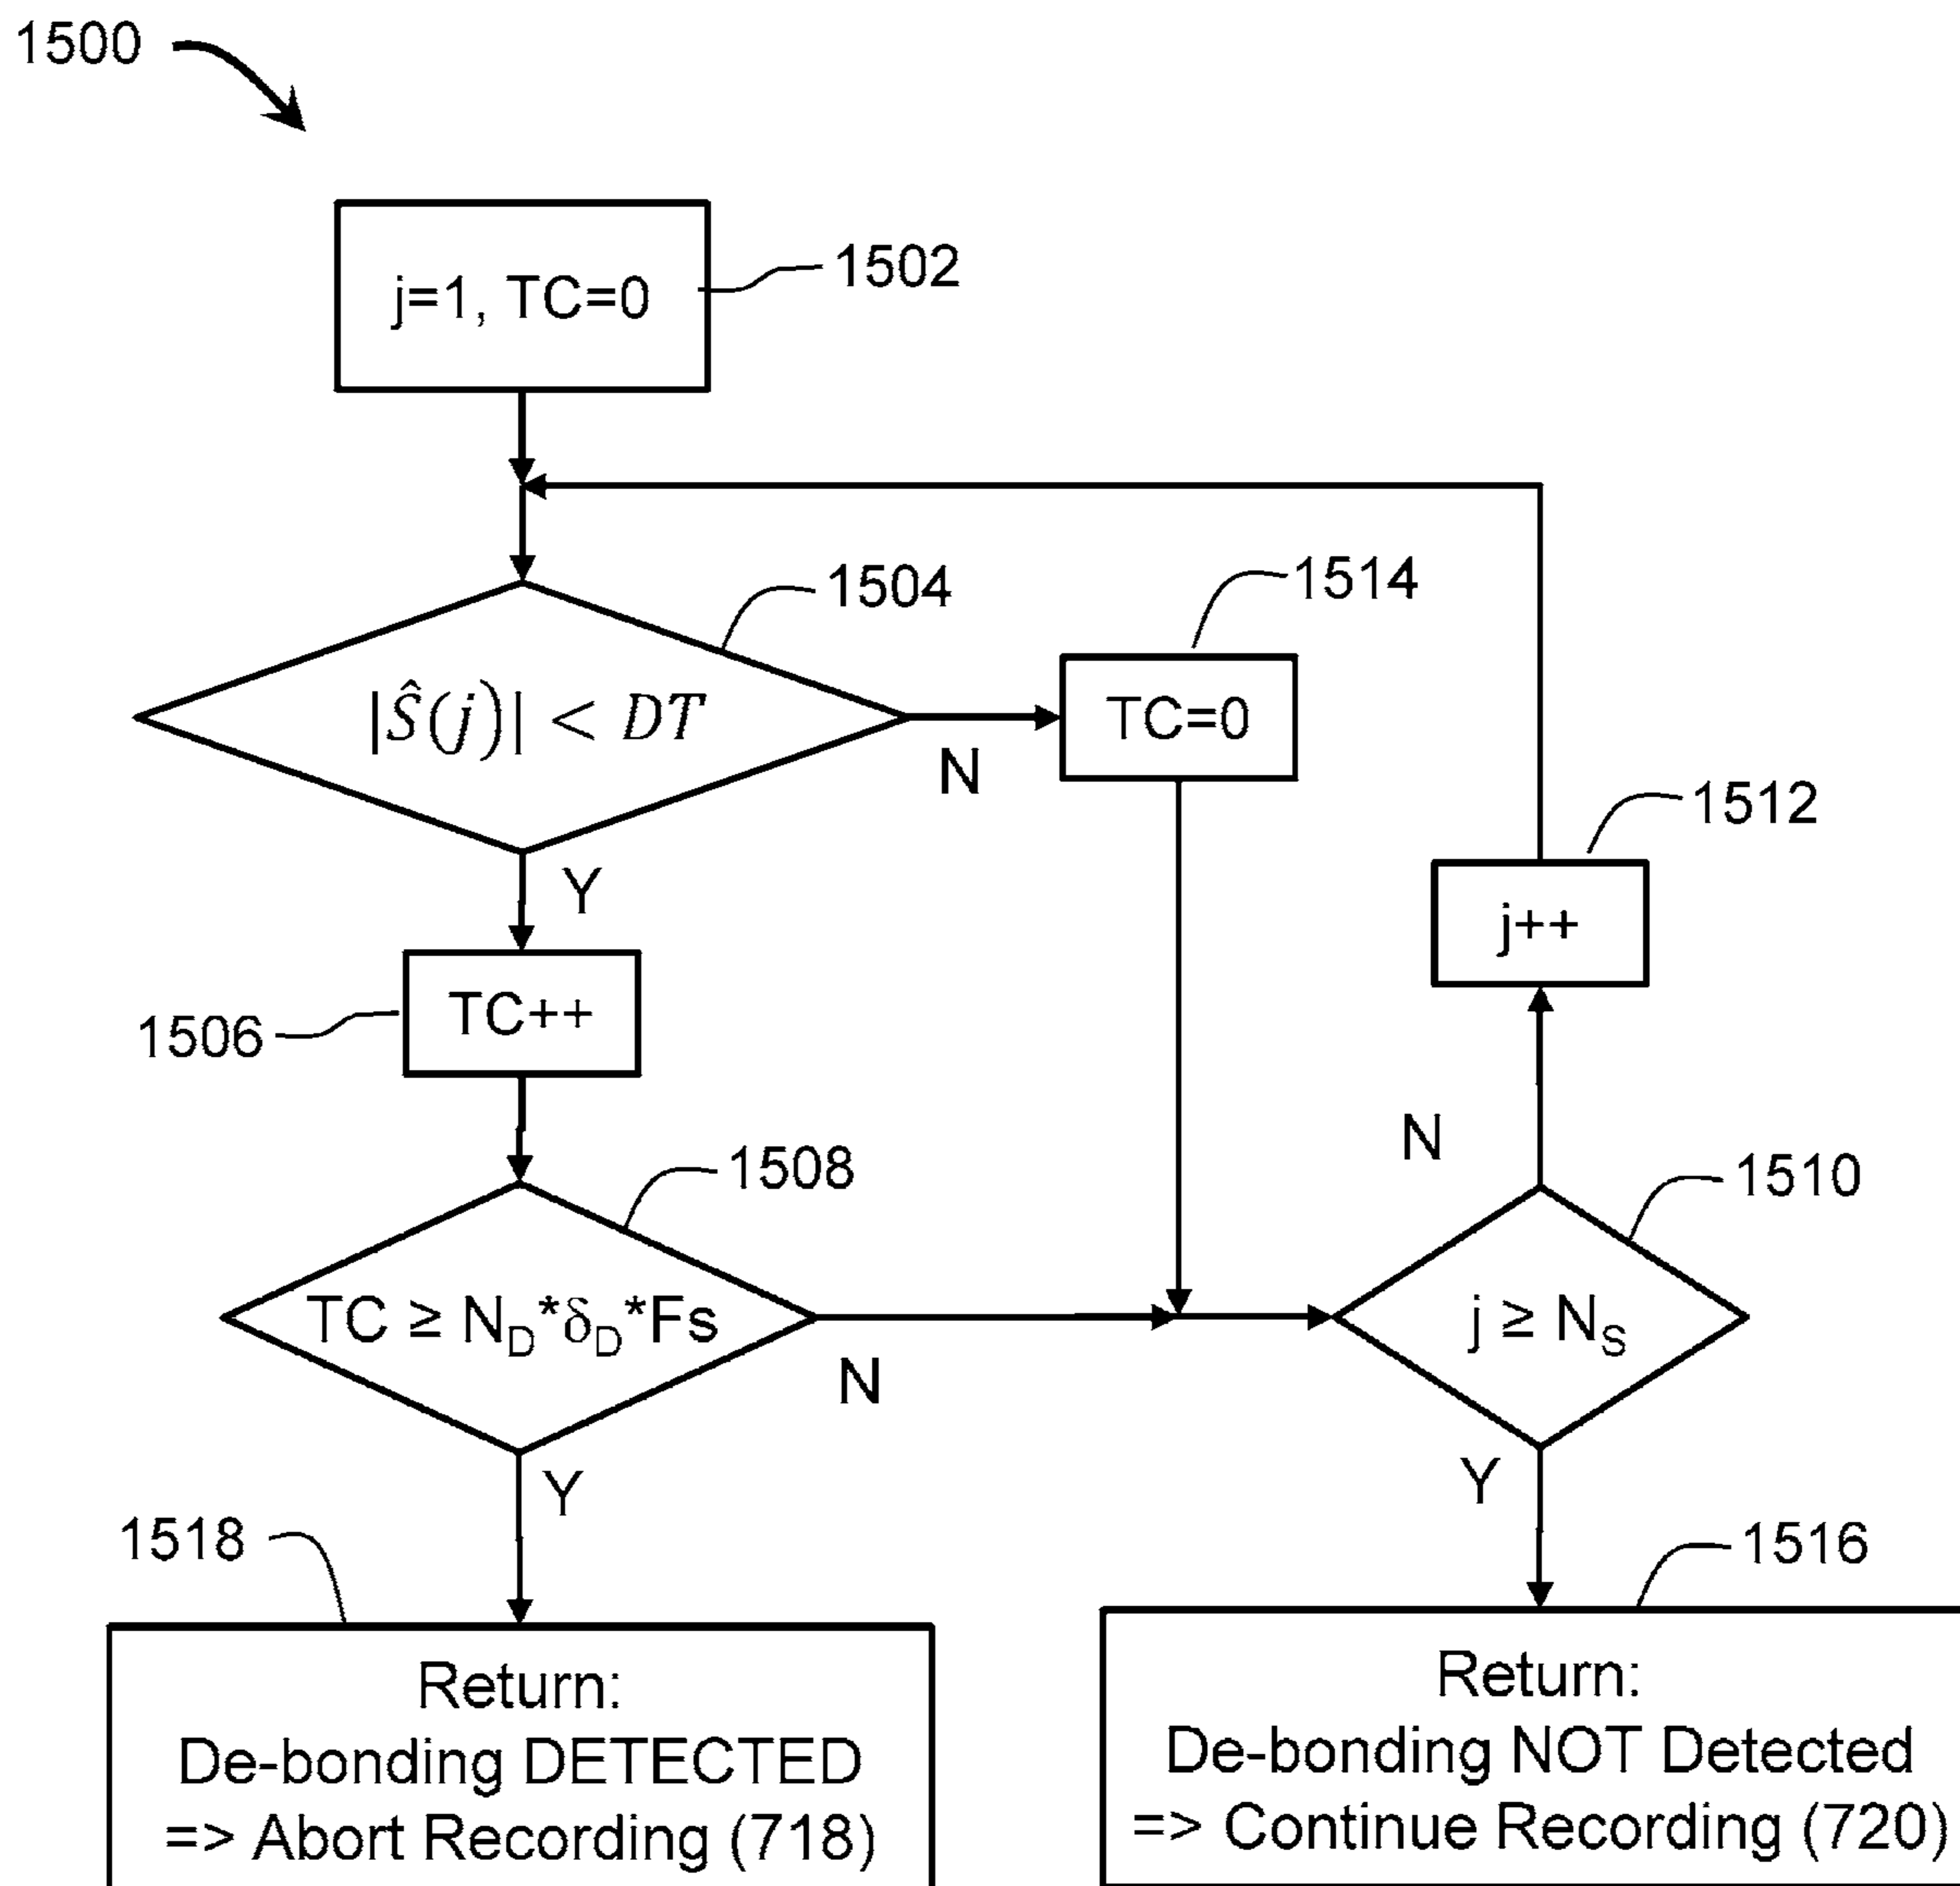 1500
j=1, TC=0
1502
1504
|Ŝ(j)| < DT
N
1514
TC=0
1512
j++
Y
TC++
1506
1508
TC ≥ N_D*δ_D*Fs
N
N
1510
j ≥ N_S
Y
Y
1518
1516
Return:
De-bonding DETECTED
=> Abort Recording (718)
Return:
De-bonding NOT Detected
=> Continue Recording (720)